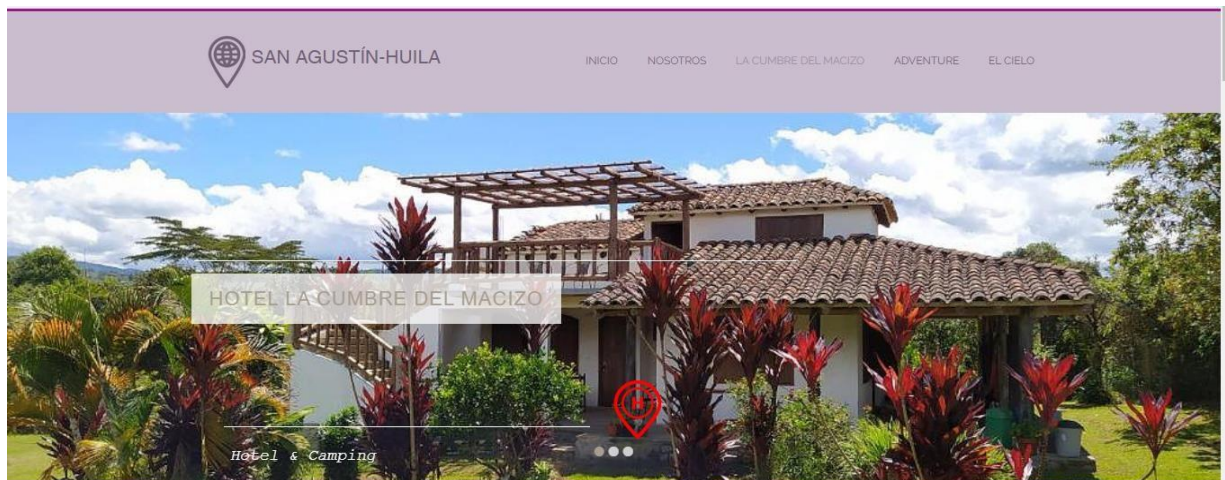 SAN AGUSTÍN-HUILA
INICIO NOSOTROS LA CUMBRE DEL MACIZO ADVENTURE EL CIELO
HOTEL LA CUMBRE DEL MACIZO
H
Hotel & Camping